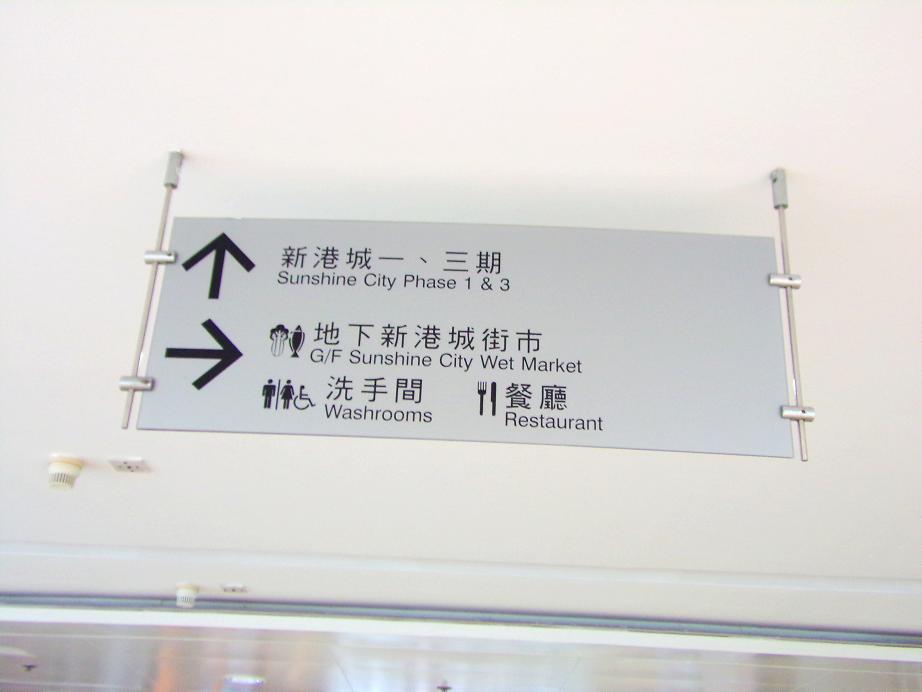 新港城一、三期
Sunshine City Phase 1 & 3
地下新港城街市
G/F Sunshine City Wet Market
洗手間 餐廳
Washrooms Restaurant